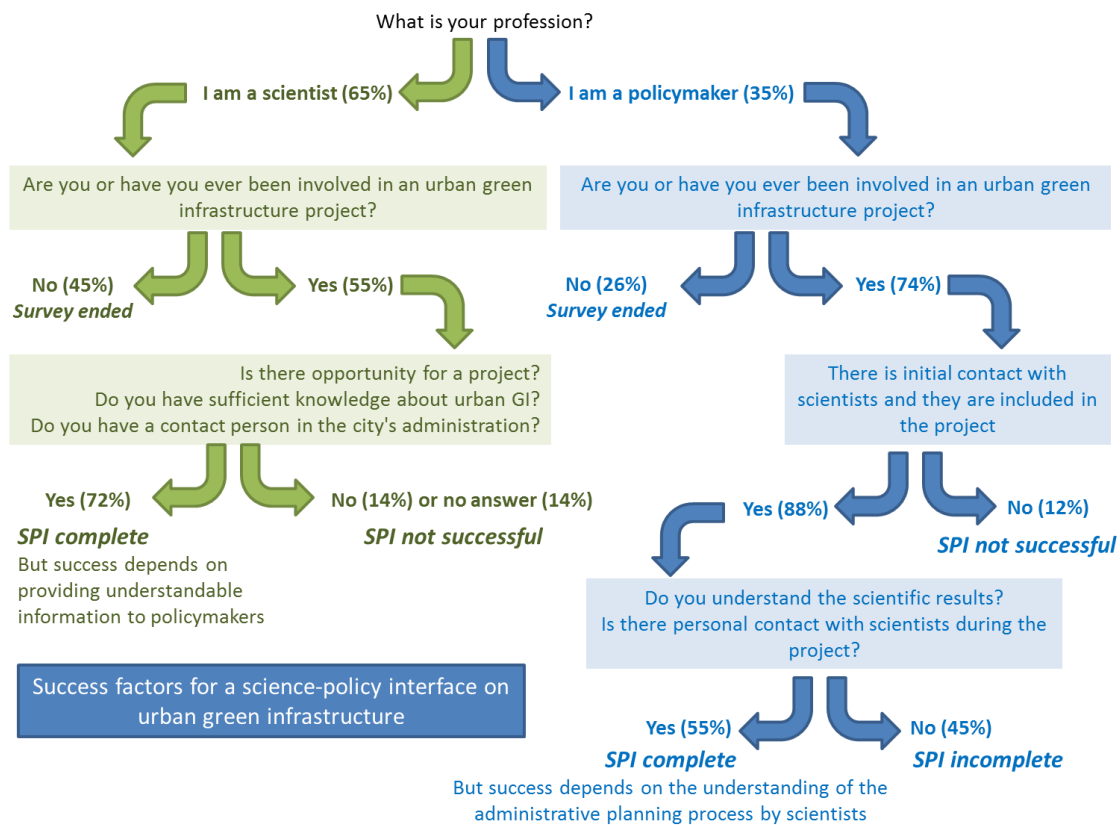 What is your profession?
I am a scientist (65%)
I am a policymaker (35%)
Are you or have you ever been involved in an urban green
infrastructure project?
Are you or have you ever been involved in an urban green
infrastructure project?
No (45%)
Survey ended
Yes (55%)
No (26%)
Survey ended
Yes (74%)
Is there opportunity for a project?
Do you have sufficient knowledge about urban GI?
Do you have a contact person in the city's administration?
There is initial contact with
scientists and they are included in
the project
Yes (72%)
SPI complete
But success depends on
providing understandable
information to policymakers
No (14%) or no answer (14%)
SPI not successful
Yes (88%)
No (12%)
SPI not successful
Do you understand the scientific results?
Is there personal contact with scientists during the
project?
Success factors for a science-policy interface on
urban green infrastructure
Yes (55%)
SPI complete
No (45%)
SPI incomplete
But success depends on the understanding of the
administrative planning process by scientists